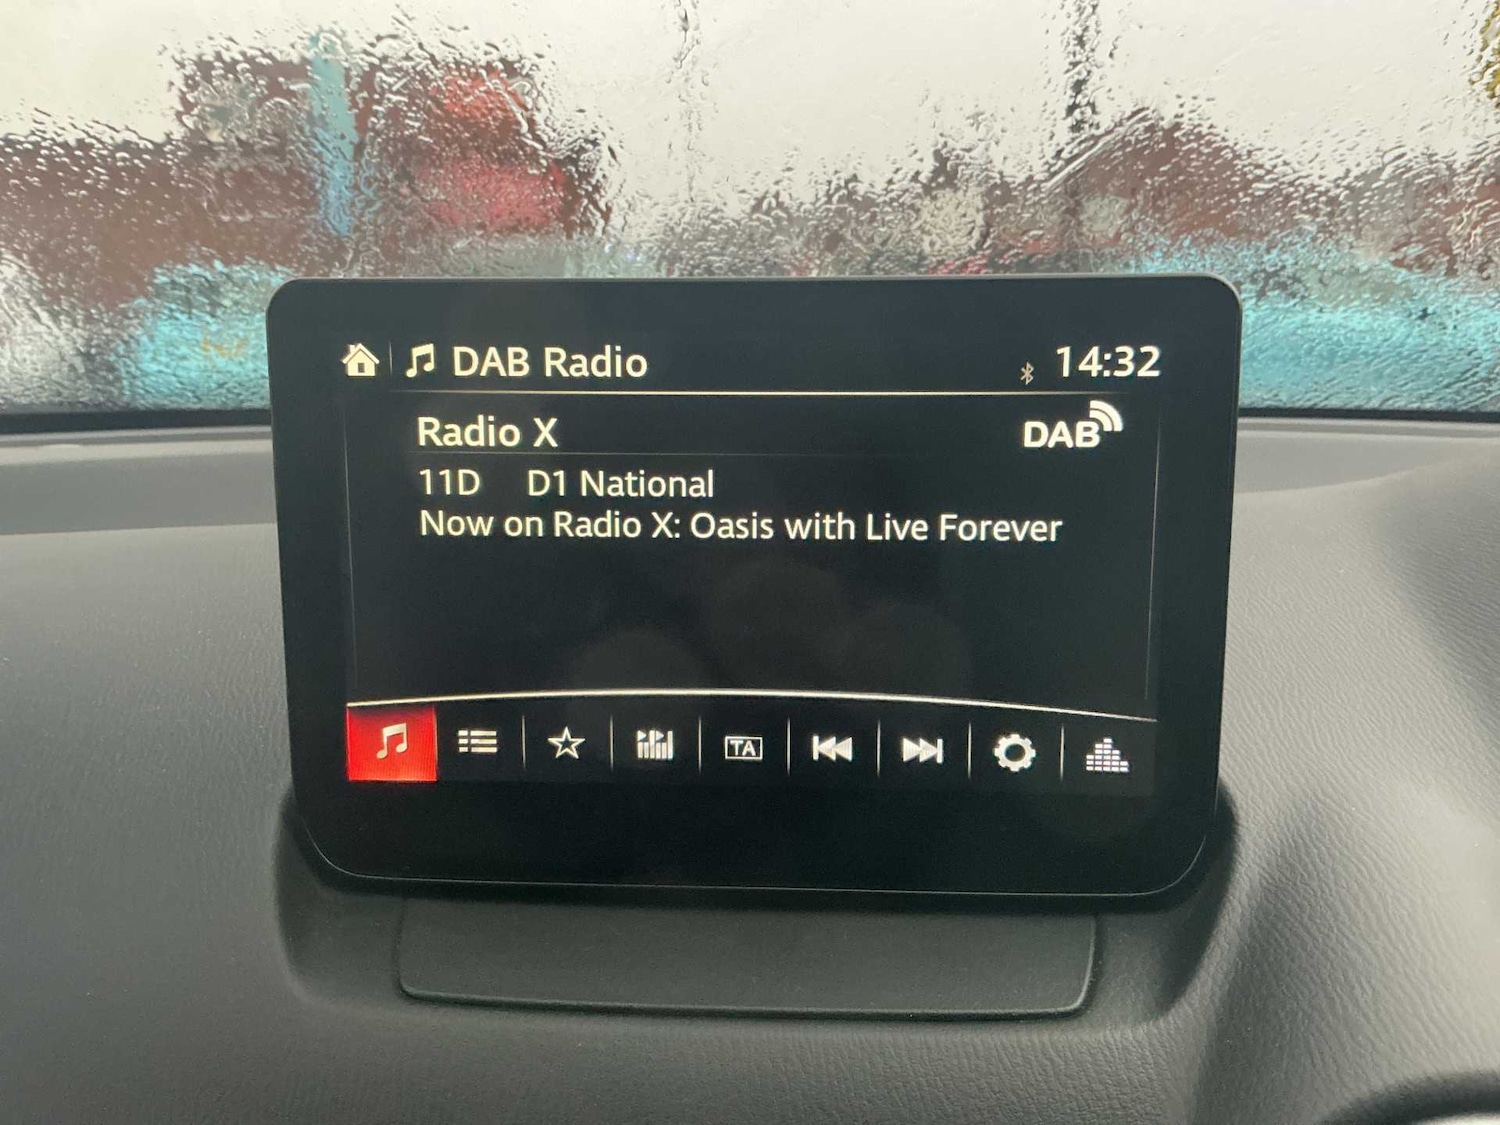 DAB Radio 14:32
Radio X DAB
11D D1 National
Now on Radio X: Oasis with Live Forever
TA